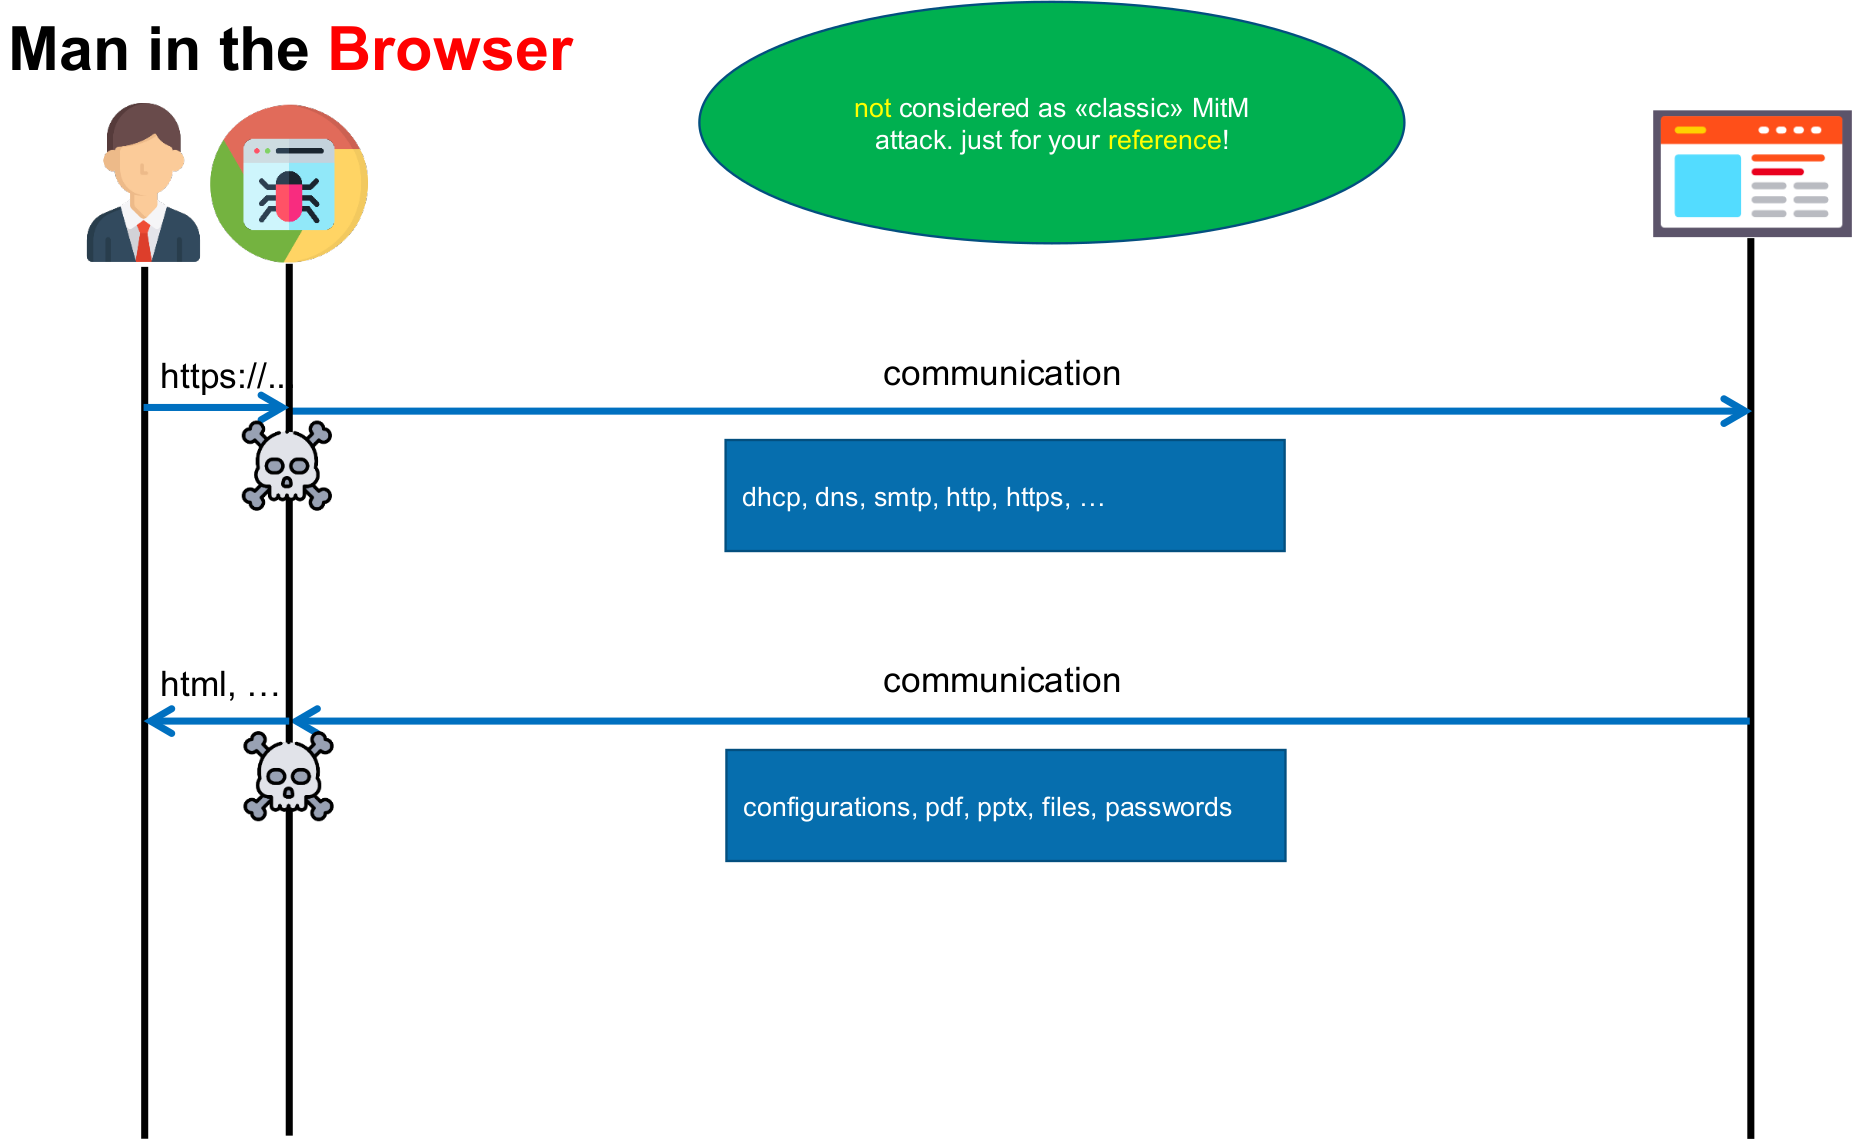 Man in the Browser
not considered as «classic» MitM
attack. just for your reference!
https://...
communication
dhcp, dns, smtp, http, https, …
html, …
communication
configurations, pdf, pptx, files, passwords